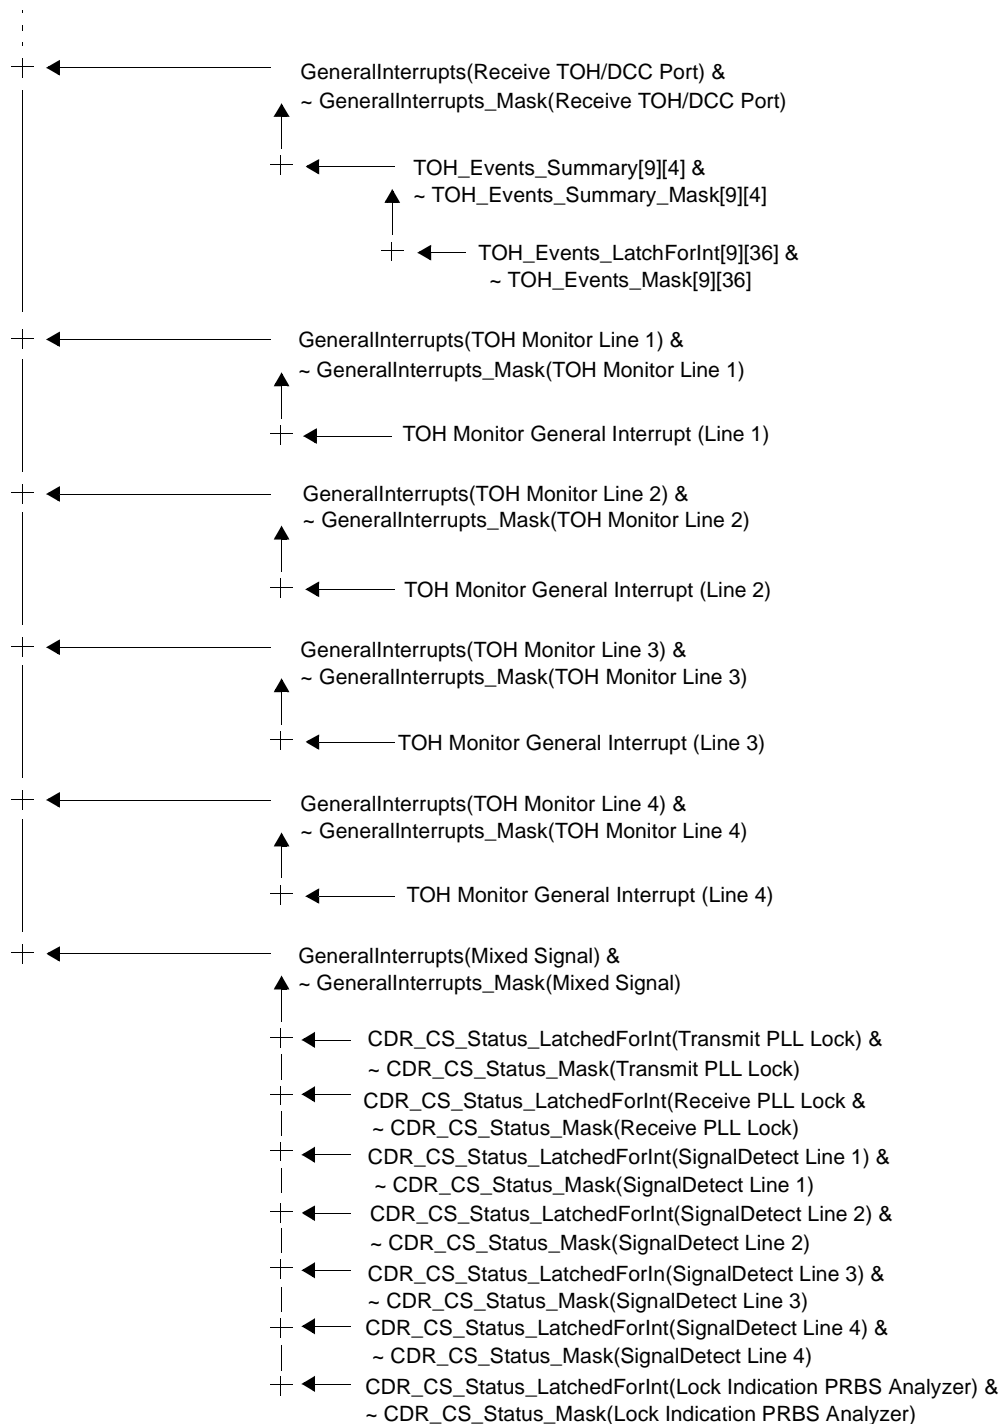 GeneralInterrupts(Receive TOH/DCC Port) &
~ GeneralInterrupts_Mask(Receive TOH/DCC Port)
TOH_Events_Summary[9][4] &
~ TOH_Events_Summary_Mask[9][4]
TOH_Events_LatchForInt[9][36] &
~ TOH_Events_Mask[9][36]
GeneralInterrupts(TOH Monitor Line 1) &
~ GeneralInterrupts_Mask(TOH Monitor Line 1)
TOH Monitor General Interrupt (Line 1)
GeneralInterrupts(TOH Monitor Line 2) &
~ GeneralInterrupts_Mask(TOH Monitor Line 2)
TOH Monitor General Interrupt (Line 2)
GeneralInterrupts(TOH Monitor Line 3) &
~ GeneralInterrupts_Mask(TOH Monitor Line 3)
TOH Monitor General Interrupt (Line 3)
GeneralInterrupts(TOH Monitor Line 4) &
~ GeneralInterrupts_Mask(TOH Monitor Line 4)
TOH Monitor General Interrupt (Line 4)
GeneralInterrupts(Mixed Signal) &
~ GeneralInterrupts_Mask(Mixed Signal)
CDR_CS_Status_LatchedForInt(Transmit PLL Lock) &
~ CDR_CS_Status_Mask(Transmit PLL Lock)
CDR_CS_Status_LatchedForInt(Receive PLL Lock &
~ CDR_CS_Status_Mask(Receive PLL Lock)
CDR_CS_Status_LatchedForInt(SignalDetect Line 1) &
~ CDR_CS_Status_Mask(SignalDetect Line 1)
CDR_CS_Status_LatchedForInt(SignalDetect Line 2) &
~ CDR_CS_Status_Mask(SignalDetect Line 2)
CDR_CS_Status_LatchedForIn(SignalDetect Line 3) &
~ CDR_CS_Status_Mask(SignalDetect Line 3)
CDR_CS_Status_LatchedForInt(SignalDetect Line 4) &
~ CDR_CS_Status_Mask(SignalDetect Line 4)
CDR_CS_Status_LatchedForInt(Lock Indication PRBS Analyzer) &
~ CDR_CS_Status_Mask(Lock Indication PRBS Analyzer)